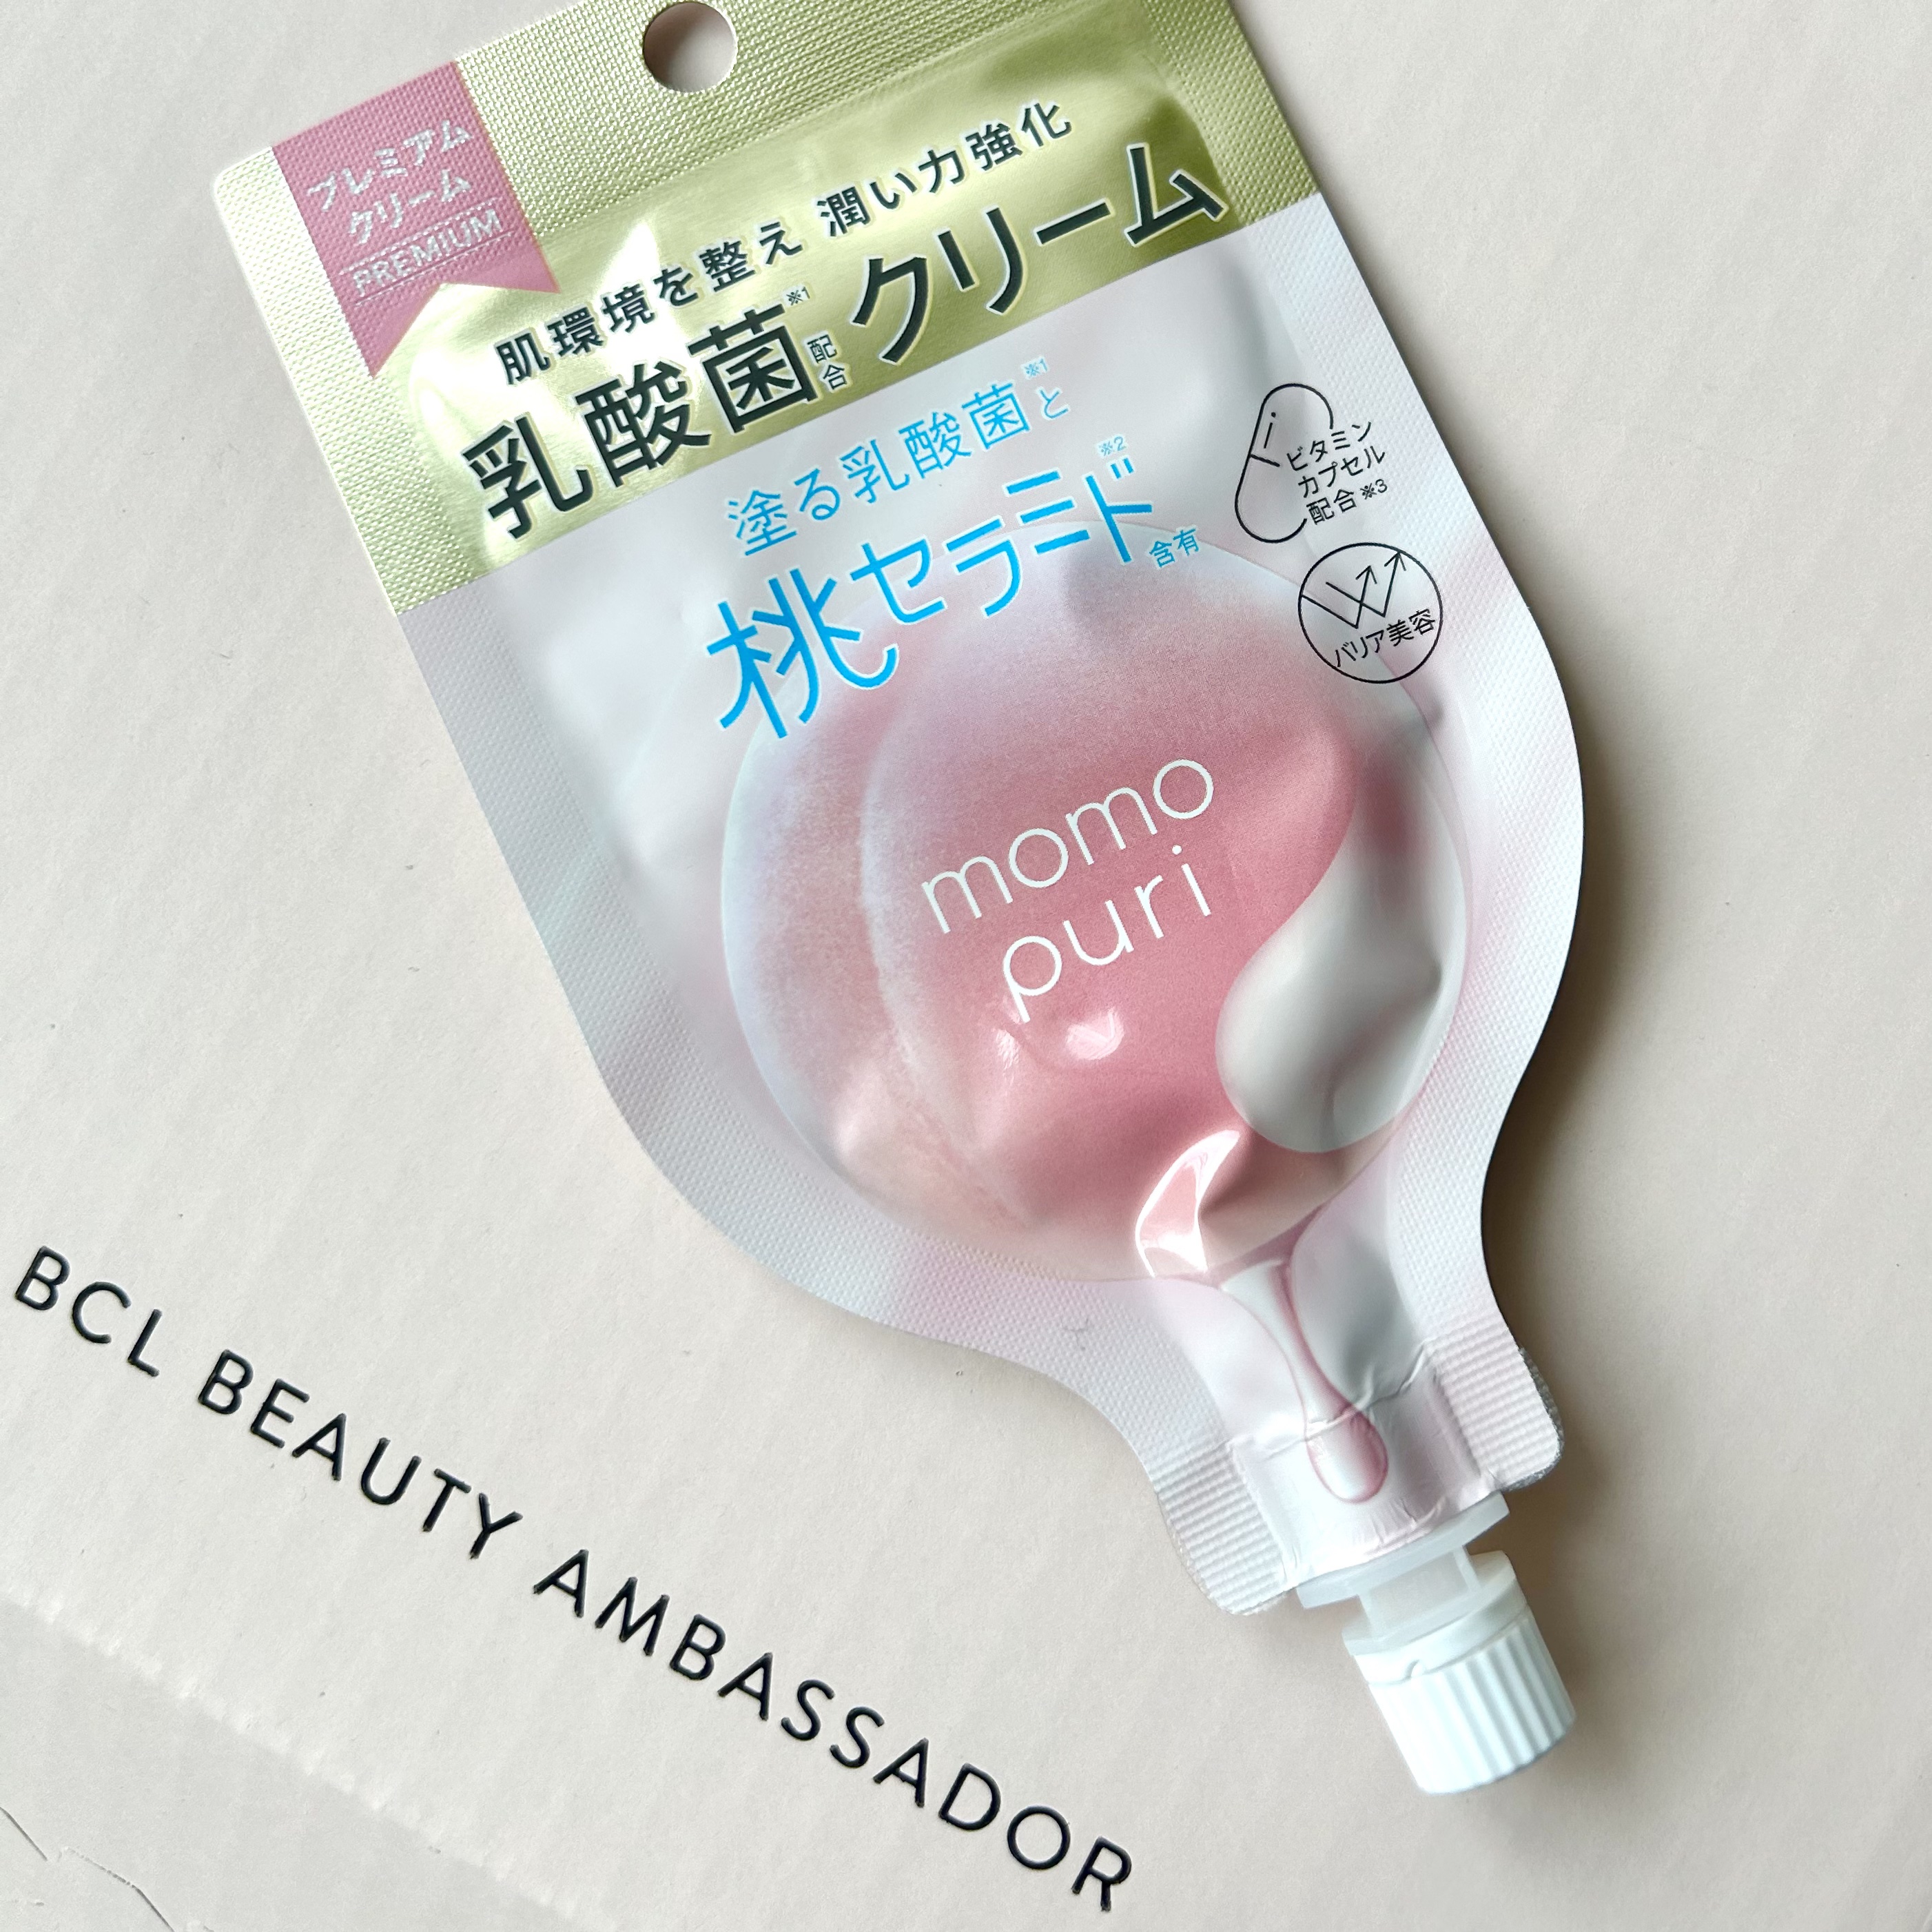 プレミアム
クリーム
PREMIUM
肌環境を整え 潤い力強化
乳酸菌※1配合クリーム
塗る乳酸菌※1と
桃セラミド※2含有
ビタミン
カプセル
配合※3
バリア美容
momo
puri
BCL BEAUTY AMBASSADOR